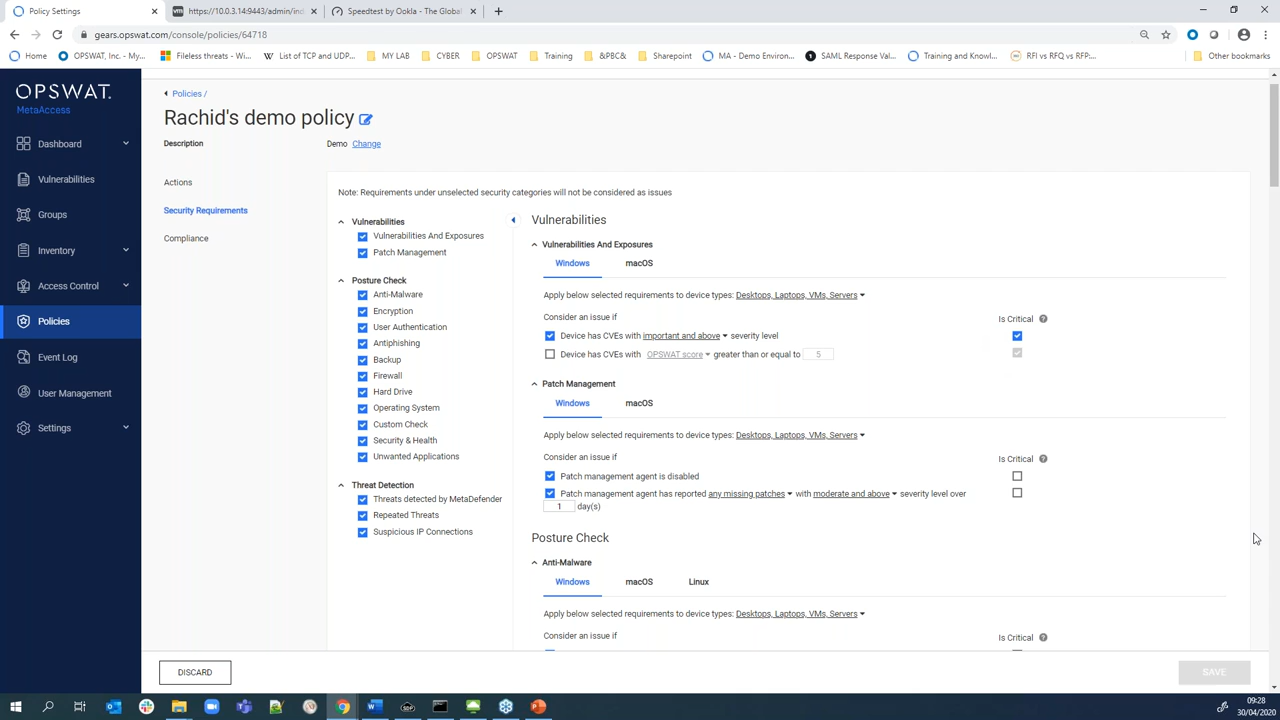 Policy Settings
https://10.0.3.14:9443/admin/ind
Speedtest by Ookla - The Global
gears.opswat.com/console/policies/64718
Home
OPSWAT, Inc. - My...
Fileless threats - Wi...
List of TCP and UDP...
MY LAB
CYBER
OPSWAT
Training
&PBC&
Sharepoint
MA - Demo Environ...
SAML Response Val...
Training and Knowl...
RFI vs RFQ vs RFP:...
Other bookmarks
OPSWAT.
MetaAccess
Dashboard
Vulnerabilities
Groups
Inventory
Access Control
Policies
Event Log
User Management
Settings
Policies /
Rachid's demo policy
Description
Demo Change
Actions
Security Requirements
Compliance
Note: Requirements under unselected security categories will not be considered as issues
Vulnerabilities
Vulnerabilities And Exposures
Patch Management
Posture Check
Anti-Malware
Encryption
User Authentication
Antiphishing
Backup
Firewall
Hard Drive
Operating System
Custom Check
Security & Health
Unwanted Applications
Threat Detection
Threats detected by MetaDefender
Repeated Threats
Suspicious IP Connections
Vulnerabilities
Vulnerabilities And Exposures
Windows macOS
Apply below selected requirements to device types: Desktops, Laptops, VMs, Servers
Consider an issue if Is Critical
Device has CVEs with important and above severity level
Device has CVEs with OPSWAT score greater than or equal to 5
Patch Management
Windows macOS
Apply below selected requirements to device types: Desktops, Laptops, VMs, Servers
Consider an issue if Is Critical
Patch management agent is disabled
Patch management agent has reported any missing patches with moderate and above severity level over
1 day(s)
Posture Check
Anti-Malware
Windows macOS Linux
Apply below selected requirements to device types: Desktops, Laptops, VMs, Servers
Consider an issue if Is Critical
DISCARD
SAVE
09:28
30/04/2020